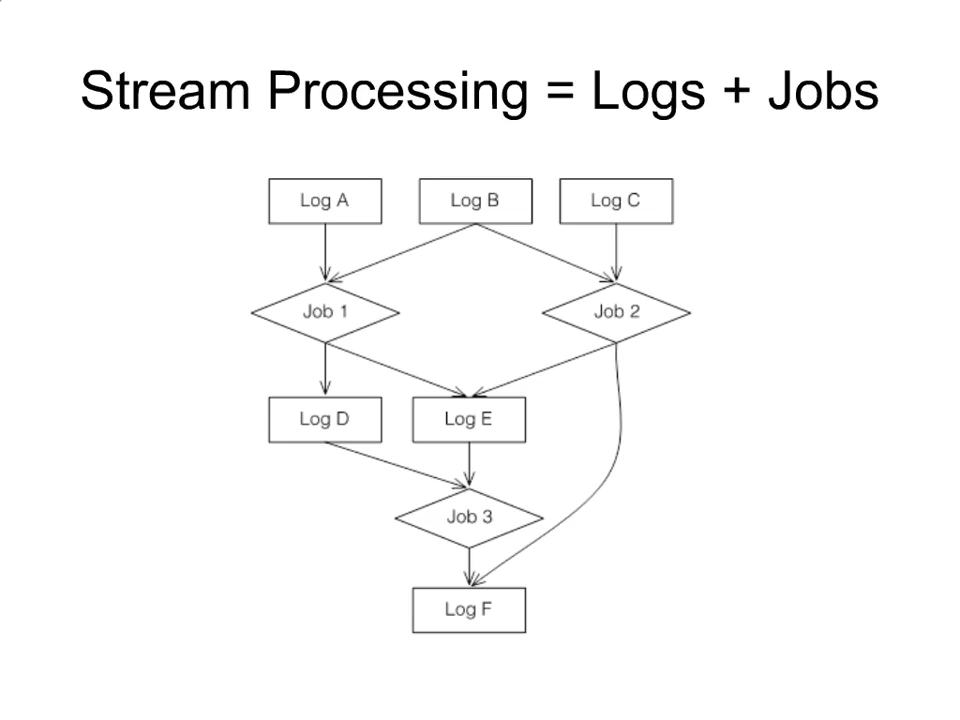 Stream Processing = Logs + Jobs
Log A
Log B
Log C
Job 1
Job 2
Log D
Log E
Job 3
Log F